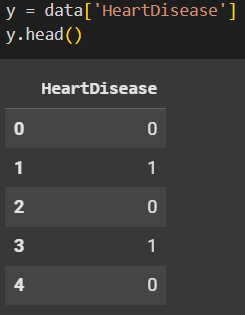 y = data['HeartDisease']
y.head()
HeartDisease
0 0
1 1
2 0
3 1
4 0